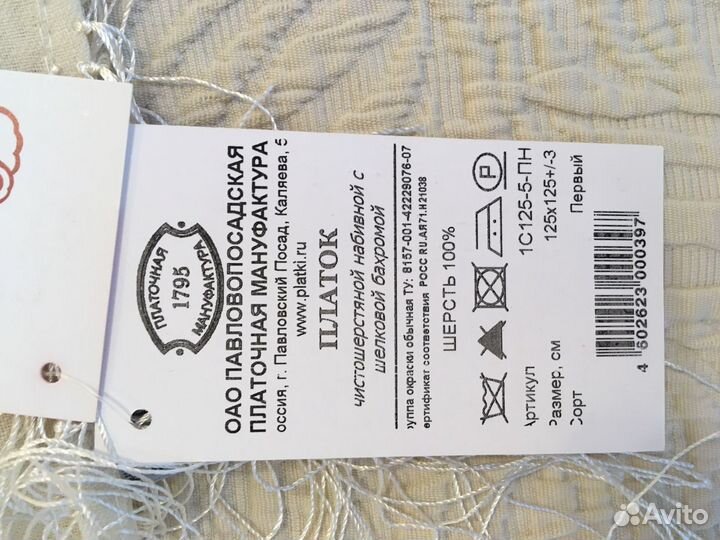 ПЛАТОЧНАЯ
1795
МАНУФАКТУРА
ОАО ПАВЛОВОПОСАДСКАЯ
ПЛАТОЧНАЯ МАНУФАКТУРА
оссия, г. Павловский Посад, Каляева, 5
www.platki.ru
ПЛАТОК
чистошерстяной набивной с
шелковой бахромой
руппа окраски обычная ТУ: 8157-001-42229076-07
ертификат соответствия РОСС RU.АЯ71.Н21038
ШЕРСТЬ 100%
P
Артикул 1С125-5-ПН
Размер, см 125х125+/-3
Сорт Первый
4 602623 000397
Avito